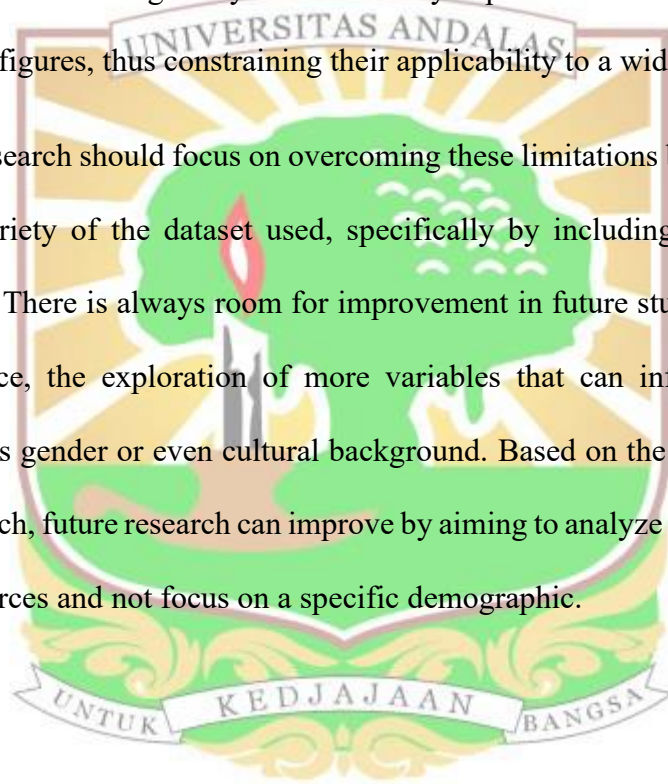 UNIVERSITAS ANDALAS
figures, thus constraining their applicability to a wid
search should focus on overcoming these limitations
riety of the dataset used, specifically by including
There is always room for improvement in future stu
ce, the exploration of more variables that can inf
s gender or even cultural background. Based on the
ch, future research can improve by aiming to analyze
rces and not focus on a specific demographic.
UNTUK KEDJAJAAN BANGSA